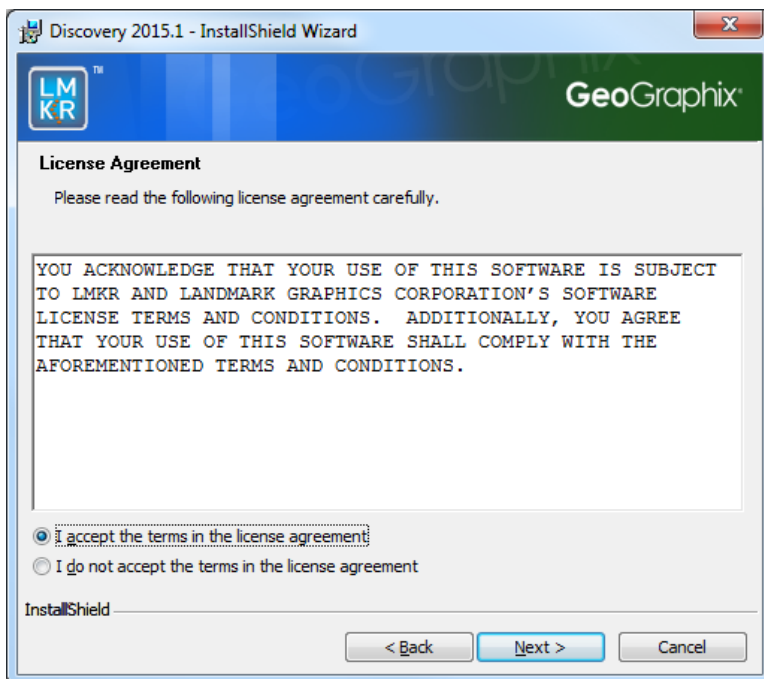 Discovery 2015.1 - InstallShield Wizard
LM
KR
TM
GeoGraphix
GeoGraphix
License Agreement
Please read the following license agreement carefully.
YOU ACKNOWLEDGE THAT YOUR USE OF THIS SOFTWARE IS SUBJECT
TO LMKR AND LANDMARK GRAPHICS CORPORATION’S SOFTWARE
LICENSE TERMS AND CONDITIONS.  ADDITIONALLY, YOU AGREE
THAT YOUR USE OF THIS SOFTWARE SHALL COMPLY WITH THE
AFOREMENTIONED TERMS AND CONDITIONS.
I accept the terms in the license agreement
I do not accept the terms in the license agreement
InstallShield
< Back
Next >
Cancel